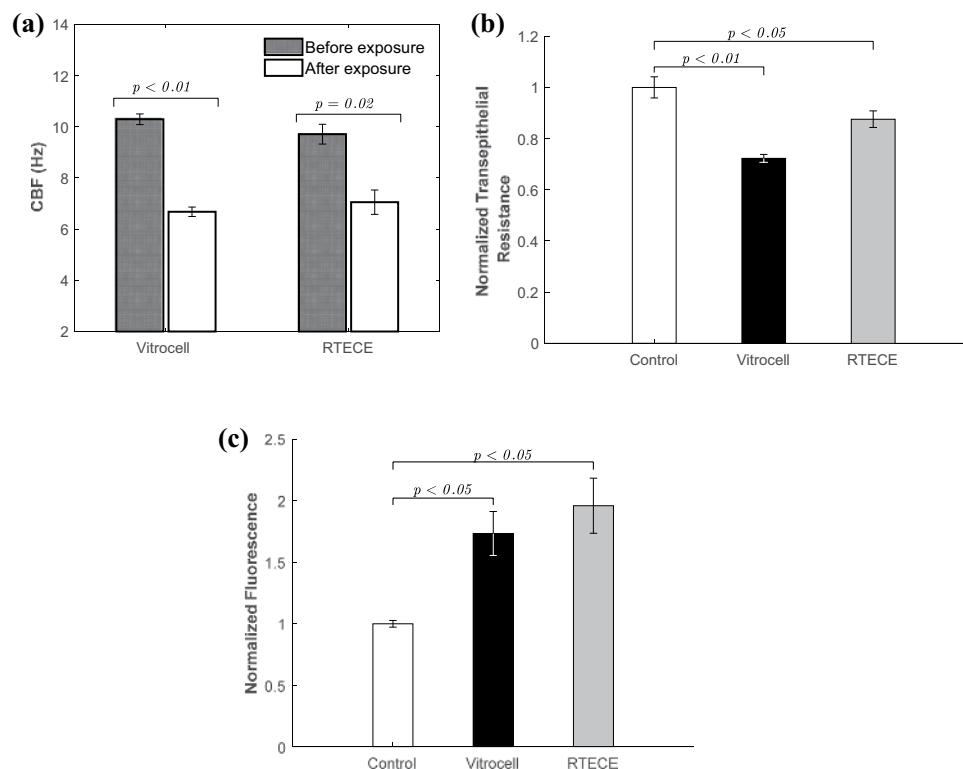 (a)
14
12
10
8
6
4
2
CBF (Hz)
Before exposure
After exposure
p < 0.01
p = 0.02
Vitrocell
RTECE
(b)
1.2
1
0.8
0.6
0.4
0.2
0
Normalized Transepithelial
Resistance
p < 0.05
p < 0.01
Control
Vitrocell
RTECE
(c)
2.5
2
1.5
1
0.5
0
Normalized Fluorescence
p < 0.05
p < 0.05
Control
Vitrocell
RTECE